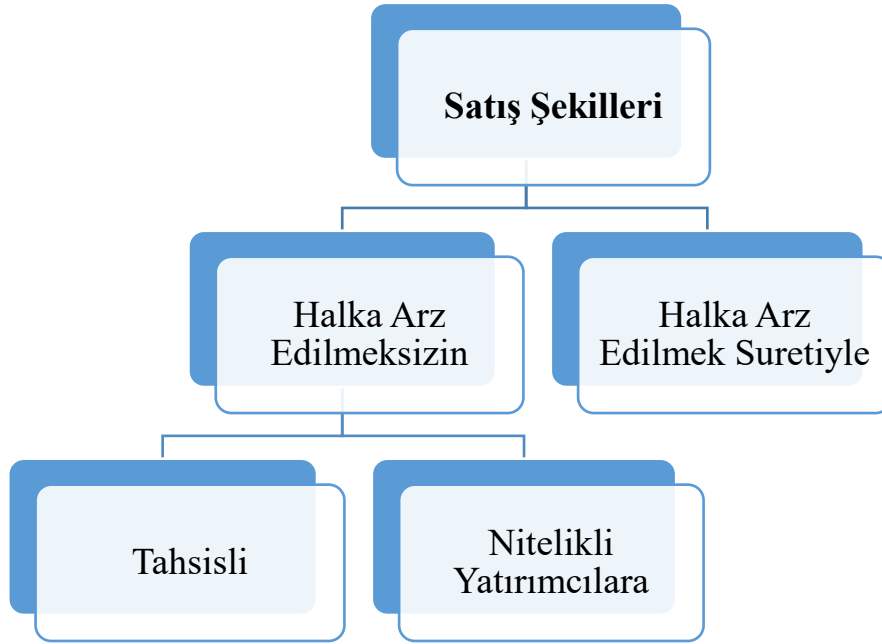 Satış Şekilleri
Halka Arz
Edilmeksizin
Halka Arz
Edilmek Suretiyle
Tahsisli
Nitelikli
Yatırımcılara